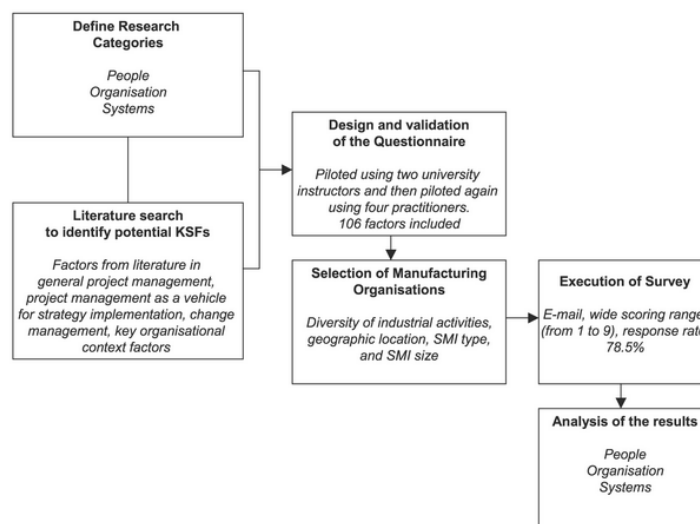 Define Research
Categories
People
Organisation
Systems
Literature search
to identify potential KSFs
Factors from literature in
general project management,
project management as a vehicle
for strategy implementation, change
management, key organisational
context factors
Design and validation
of the Questionnaire
Piloted using two university
instructors and then piloted again
using four practitioners.
106 factors included
Selection of Manufacturing
Organisations
Diversity of industrial activities,
geographic location, SMI type,
and SMI size
Execution of Survey
E-mail, wide scoring range
(from 1 to 9), response
78.5%
Analysis of the results
People
Organisation
Systems